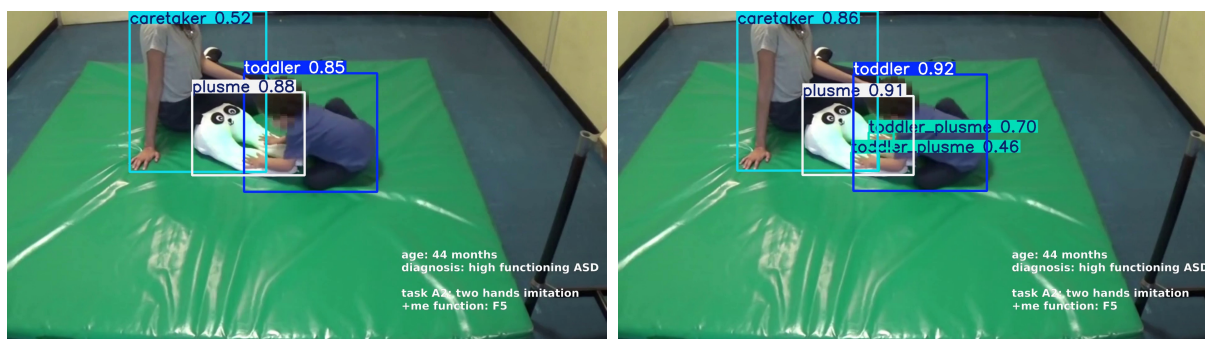 caretaker 0.52
toddler 0.85
plusme 0.88
age: 44 months
diagnosis: high functioning ASD
task A2: two hands imitation
+me function: F5
caretaker 0.86
toddler 0.92
plusme 0.91
toddler_plusme 0.70
toddler_plusme 0.46
age: 44 months
diagnosis: high functioning ASD
task A2: two hands imitation
+me function: F5